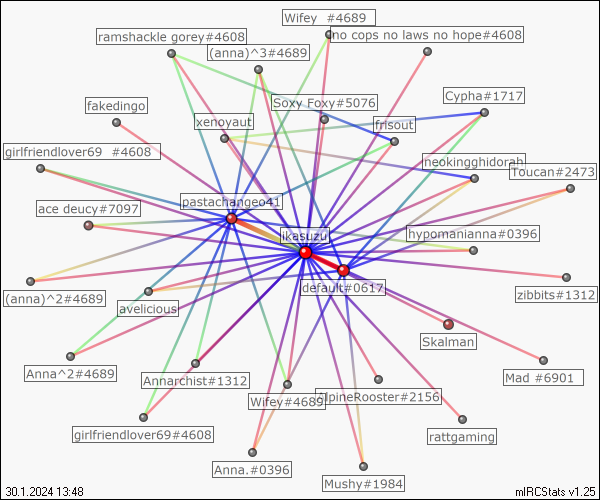 Wifey #4689
ramshackle gorey#4608
no cops no laws no hope#4608
(anna)^3#4689
Cypha#1717
Soxy Foxy#5076
fakedingo
xenoyaut
frisout
girlfriendlover69 #4608
neokingghidorah
Toucan#2473
pastachangeo41
ace deucy#7097
ikasuzu
hypomanianna#0396
default#0617
zibbits#1312
(anna)^2#4689
avelicious
Skalman
Anna^2#4689
Annarchist#1312
Mad #6901
Wifey#4689
lpineRooster#2156
girlfriendlover69#4608
rattgaming
Anna.#0396
Mushy#1984
30.1.2024 13:48
mIRCStats v1.25